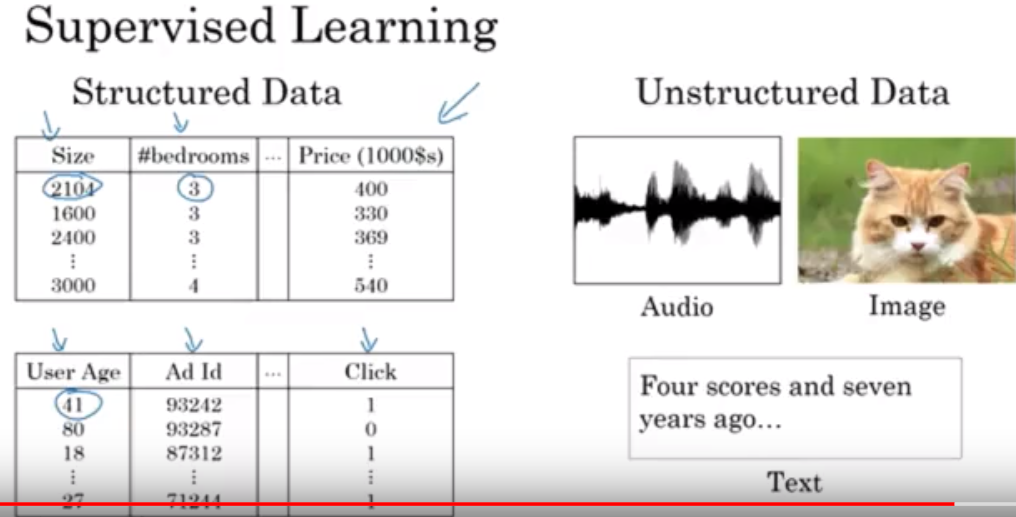 Supervised Learning
Structured Data
Size #bedrooms ... Price (1000$s)
2104 3 400
1600 3 330
2400 3 369
⋮ ⋮ ⋮
3000 4 540
User Age Ad Id ... Click
41 93242 1
80 93287 0
18 87312 1
⋮ ⋮ ⋮
27 71244 1
Unstructured Data
Audio
Image
Four scores and seven
years ago...
Text